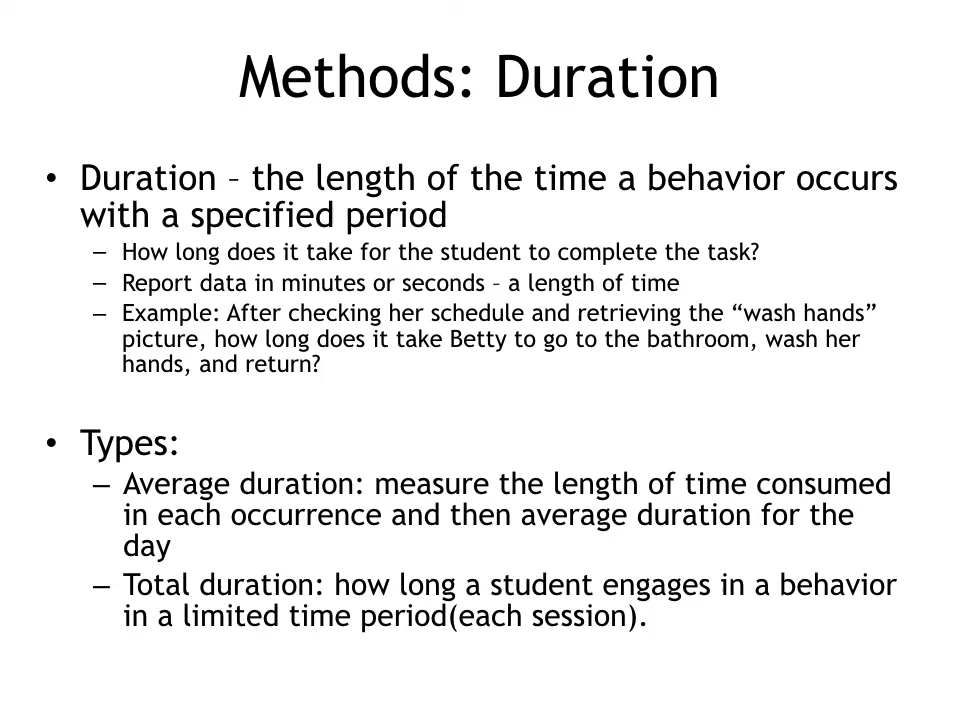 Methods: Duration
• Duration – the length of the time a behavior occurs
with a specified period
– How long does it take for the student to complete the task?
– Report data in minutes or seconds – a length of time
– Example: After checking her schedule and retrieving the “wash hands”
picture, how long does it take Betty to go to the bathroom, wash her
hands, and return?
• Types:
– Average duration: measure the length of time consumed
in each occurrence and then average duration for the
day
– Total duration: how long a student engages in a behavior
in a limited time period(each session).